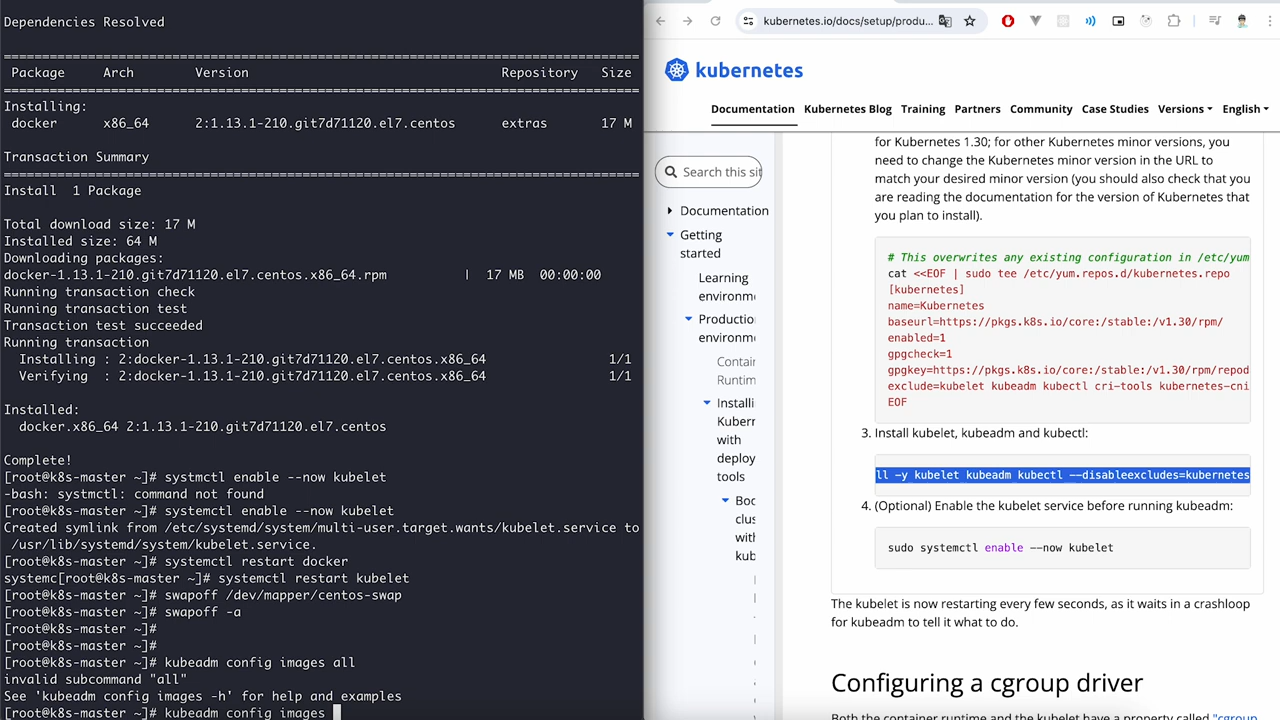 Dependencies Resolved
================================================================================
Package Arch Version Repository Size
================================================================================
Installing:
docker x86_64 2:1.13.1-210.git7d71120.el7.centos extras 17 M
Transaction Summary
================================================================================
Install 1 Package
Total download size: 17 M
Installed size: 64 M
Downloading packages:
docker-1.13.1-210.git7d71120.el7.centos.x86_64.rpm | 17 MB 00:00:00
Running transaction check
Running transaction test
Transaction test succeeded
Running transaction
Installing : 2:docker-1.13.1-210.git7d71120.el7.centos.x86_64 1/1
Verifying : 2:docker-1.13.1-210.git7d71120.el7.centos.x86_64 1/1
Installed:
docker.x86_64 2:1.13.1-210.git7d71120.el7.centos
Complete!
[root@k8s-master ~]# systmctl enable --now kubelet
-bash: systmctl: command not found
[root@k8s-master ~]# systemctl enable --now kubelet
Created symlink from /etc/systemd/system/multi-user.target.wants/kubelet.service to
/usr/lib/systemd/system/kubelet.service.
[root@k8s-master ~]# systemctl restart docker
systemc[root@k8s-master ~]# systemctl restart kubelet
[root@k8s-master ~]# swapoff /dev/mapper/centos-swap
[root@k8s-master ~]# swapoff -a
[root@k8s-master ~]#
[root@k8s-master ~]#
[root@k8s-master ~]# kubeadm config images all
invalid subcommand "all"
See 'kubeadm config images -h' for help and examples
[root@k8s-master ~]# kubeadm config images
kubernetes.io/docs/setup/produ...
kubernetes
Documentation Kubernetes Blog Training Partners Community Case Studies Versions English
Search this sit
Documentation
Getting
started
Learning
environm
Productio
environm
Contain
Runtim
Installi
Kubern
with
deploy
tools
Boo
clus
with
kub
for Kubernetes 1.30; for other Kubernetes minor versions, you
need to change the Kubernetes minor version in the URL to
match your desired minor version (you should also check that you
are reading the documentation for the version of Kubernetes that
you plan to install).
# This overwrites any existing configuration in /etc/yum
cat <<EOF | sudo tee /etc/yum.repos.d/kubernetes.repo
[kubernetes]
name=Kubernetes
baseurl=https://pkgs.k8s.io/core:/stable:/v1.30/rpm/
enabled=1
gpgcheck=1
gpgkey=https://pkgs.k8s.io/core:/stable:/v1.30/rpm/repod
exclude=kubelet kubeadm kubectl cri-tools kubernetes-cni
EOF
3. Install kubelet, kubeadm and kubectl:
ll -y kubelet kubeadm kubectl --disableexcludes=kubernetes
4. (Optional) Enable the kubelet service before running kubeadm:
sudo systemctl enable --now kubelet
The kubelet is now restarting every few seconds, as it waits in a crashloop
for kubeadm to tell it what to do.
Configuring a cgroup driver
Both the container runtime and the kubelet have a property called "cgroup